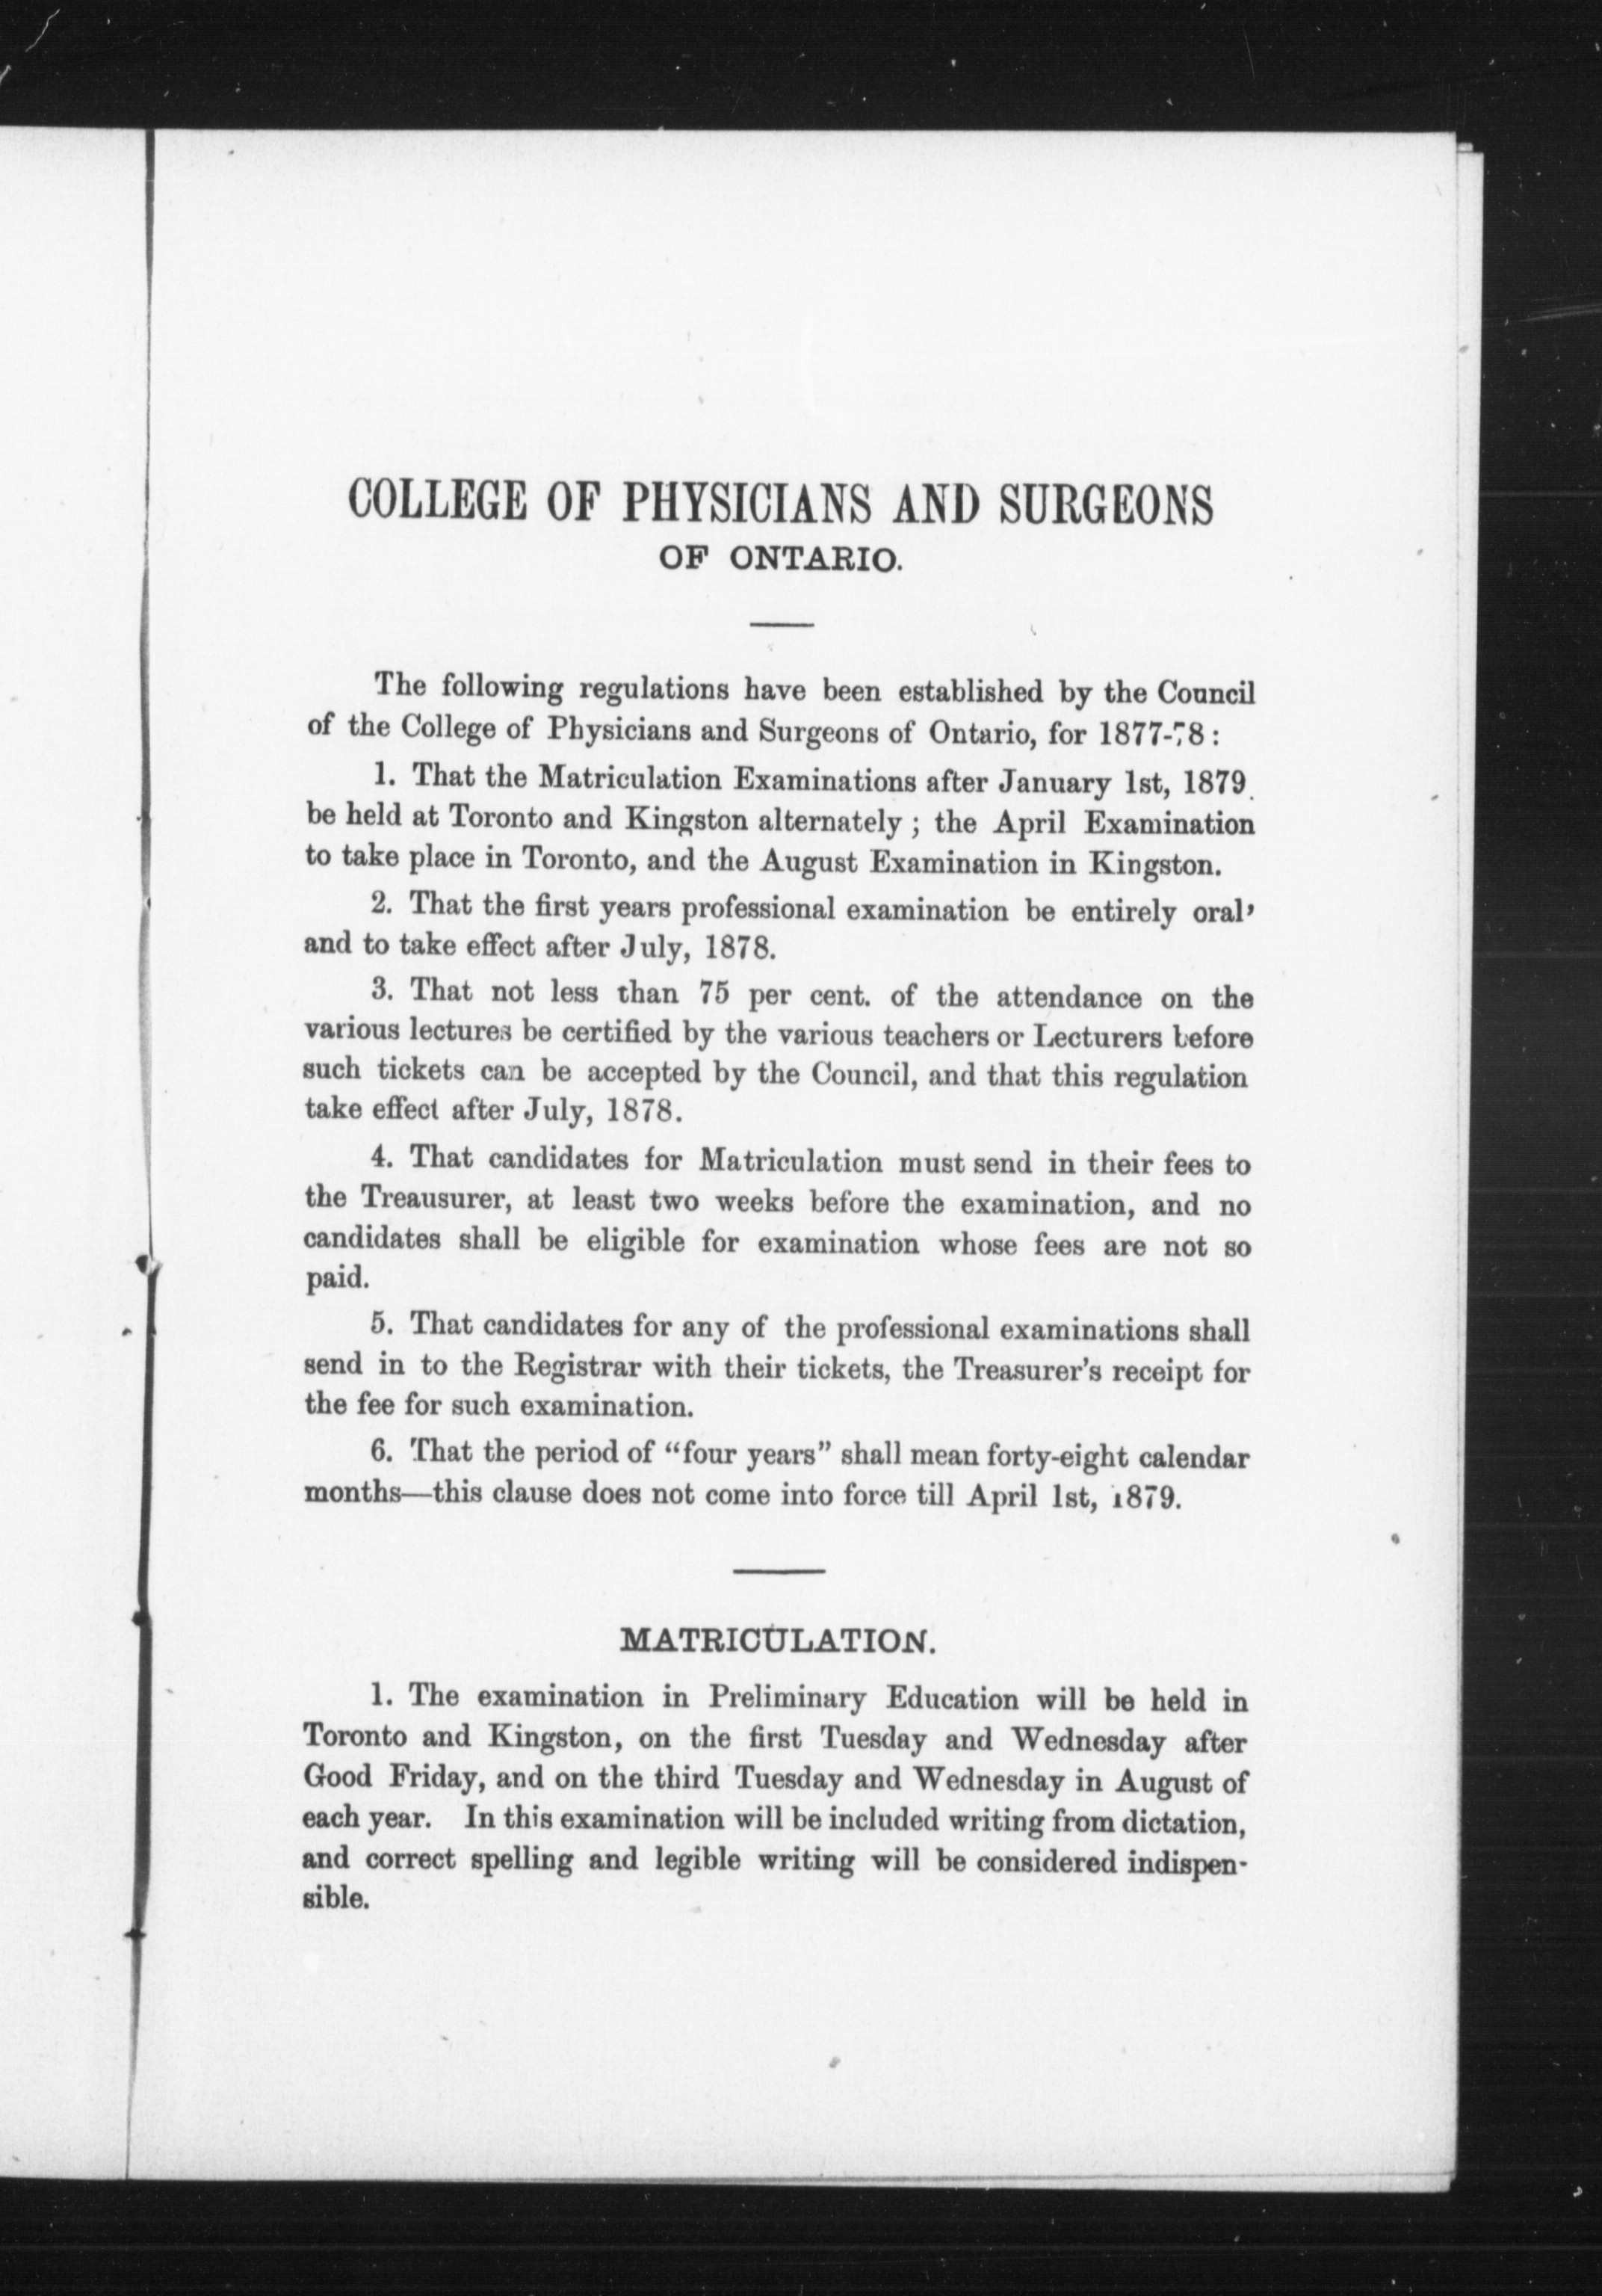 COLLEGE OF PHYSICIANS AND SURGEONS
OF ONTARIO.
The following regulations have been established by the Council
of the College of Physicians and Surgeons of Ontario, for 1877-78 :
1. That the Matriculation Examinations after January 1st, 1879.
be held at Toronto and Kingston alternately ; the April Examination
to take place in Toronto, and the August Examination in Kingston.
2. That the first years professional examination be entirely oral’
and to take effect after July, 1878.
3. That not less than 75 per cent. of the attendance on the
various lectures be certified by the various teachers or Lecturers before
such tickets can be accepted by the Council, and that this regulation
take effect after July, 1878.
4. That candidates for Matriculation must send in their fees to
the Treausurer, at least two weeks before the examination, and no
candidates shall be eligible for examination whose fees are not so
paid.
5. That candidates for any of the professional examinations shall
send in to the Registrar with their tickets, the Treasurer’s receipt for
the fee for such examination.
6. That the period of “four years” shall mean forty-eight calendar
months—this clause does not come into force till April 1st, 1879.
MATRICULATION.
1. The examination in Preliminary Education will be held in
Toronto and Kingston, on the first Tuesday and Wednesday after
Good Friday, and on the third Tuesday and Wednesday in August of
each year. In this examination will be included writing from dictation,
and correct spelling and legible writing will be considered indispen-
sible.